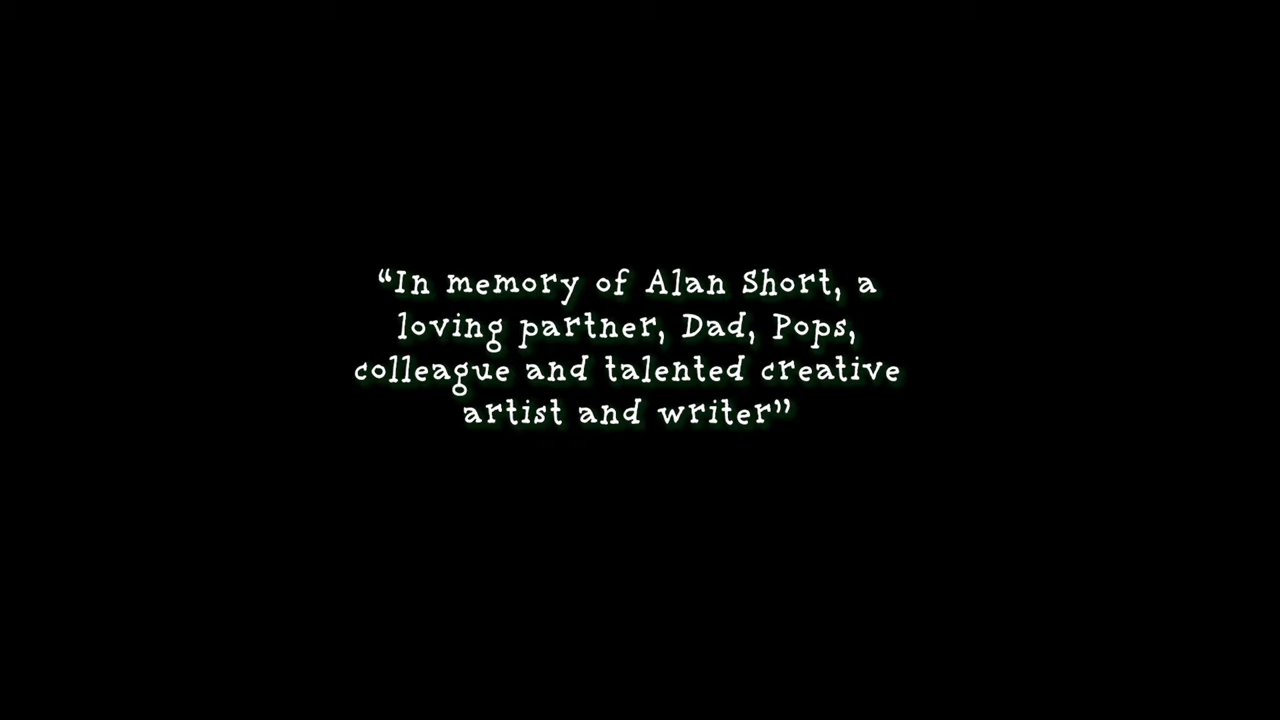 “In memory of Alan Short, a
loving partner, Dad, Pops,
colleague and talented creative
artist and writer”